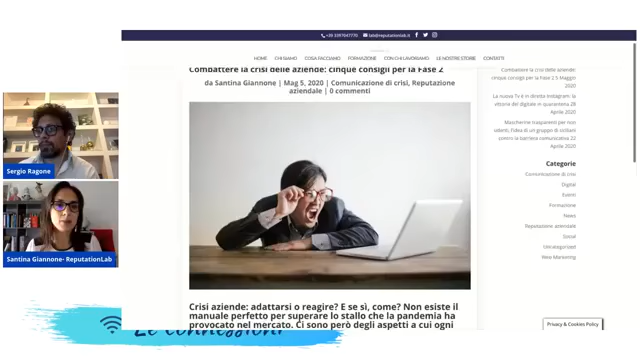 +39 3397047770 lab@reputationlab.it
HOME CHI SIAMO COSA FACCIAMO FORMAZIONE CON CHI LAVORIAMO LE NOSTRE STORIE CONTATTI
Combattere la crisi delle aziende: cinque consigli per la Fase 2
da Santina Giannone | Mag 5, 2020 | Comunicazione di crisi, Reputazione
aziendale | 0 commenti
Combattere la crisi delle aziende:
cinque consigli per la Fase 2 5 Maggio
2020
La nuova Tv è in diretta Instagram: la
vittoria del digitale in quarantena 28
Aprile 2020
Mascherine trasparenti per non
udenti, l'idea di un gruppo di soldati
contro la barriera comunicativa 22
Aprile 2020
Categorie
Comunicazione di crisi
Digital
Eventi
Formazione
News
Reputazione aziendale
Social
Uncategorized
Web Marketing
Sergio Ragone
Santina Giannone- ReputationLab
Crisi aziende: adattarsi o reagire? E se sì, come? Non esiste il
manuale perfetto per superare lo stallo che la pandemia ha
provocato nel mercato. Ci sono però degli aspetti a cui ogni
Privacy & Cookies Policy
Le connessioni